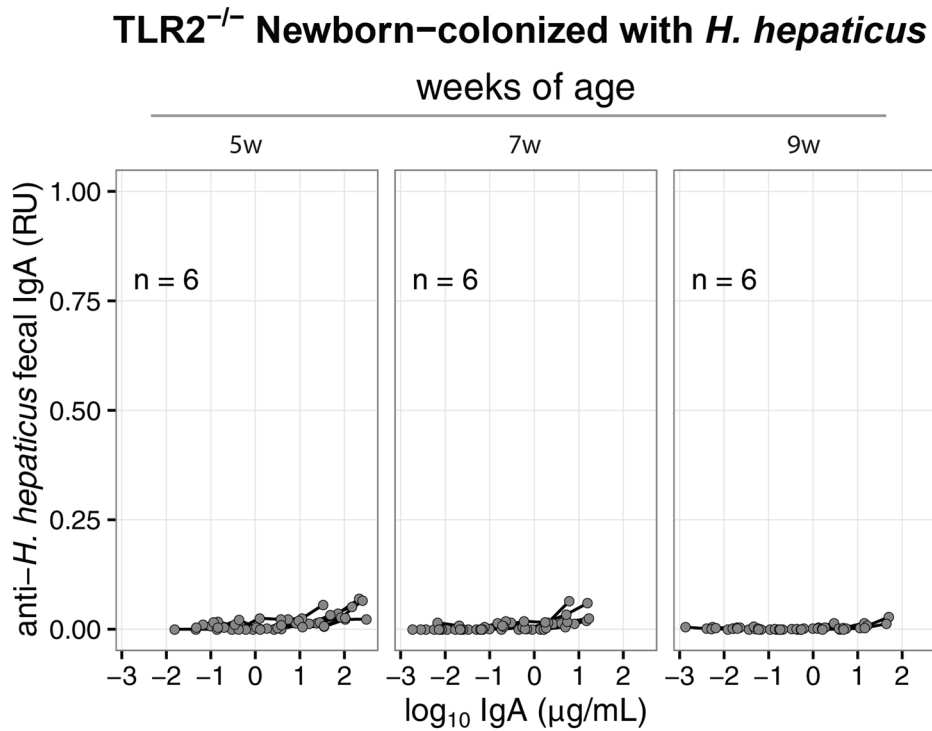 TLR2−/− Newborn−colonized with H. hepaticus
weeks of age
5w 7w 9w
anti−H. hepaticus fecal IgA (RU)
1.00
0.75
0.50
0.25
0.00
n = 6 n = 6 n = 6
−3 −2 −1 0 1 2 −3 −2 −1 0 1 2 −3 −2 −1 0 1 2
log10 IgA (μg/mL)